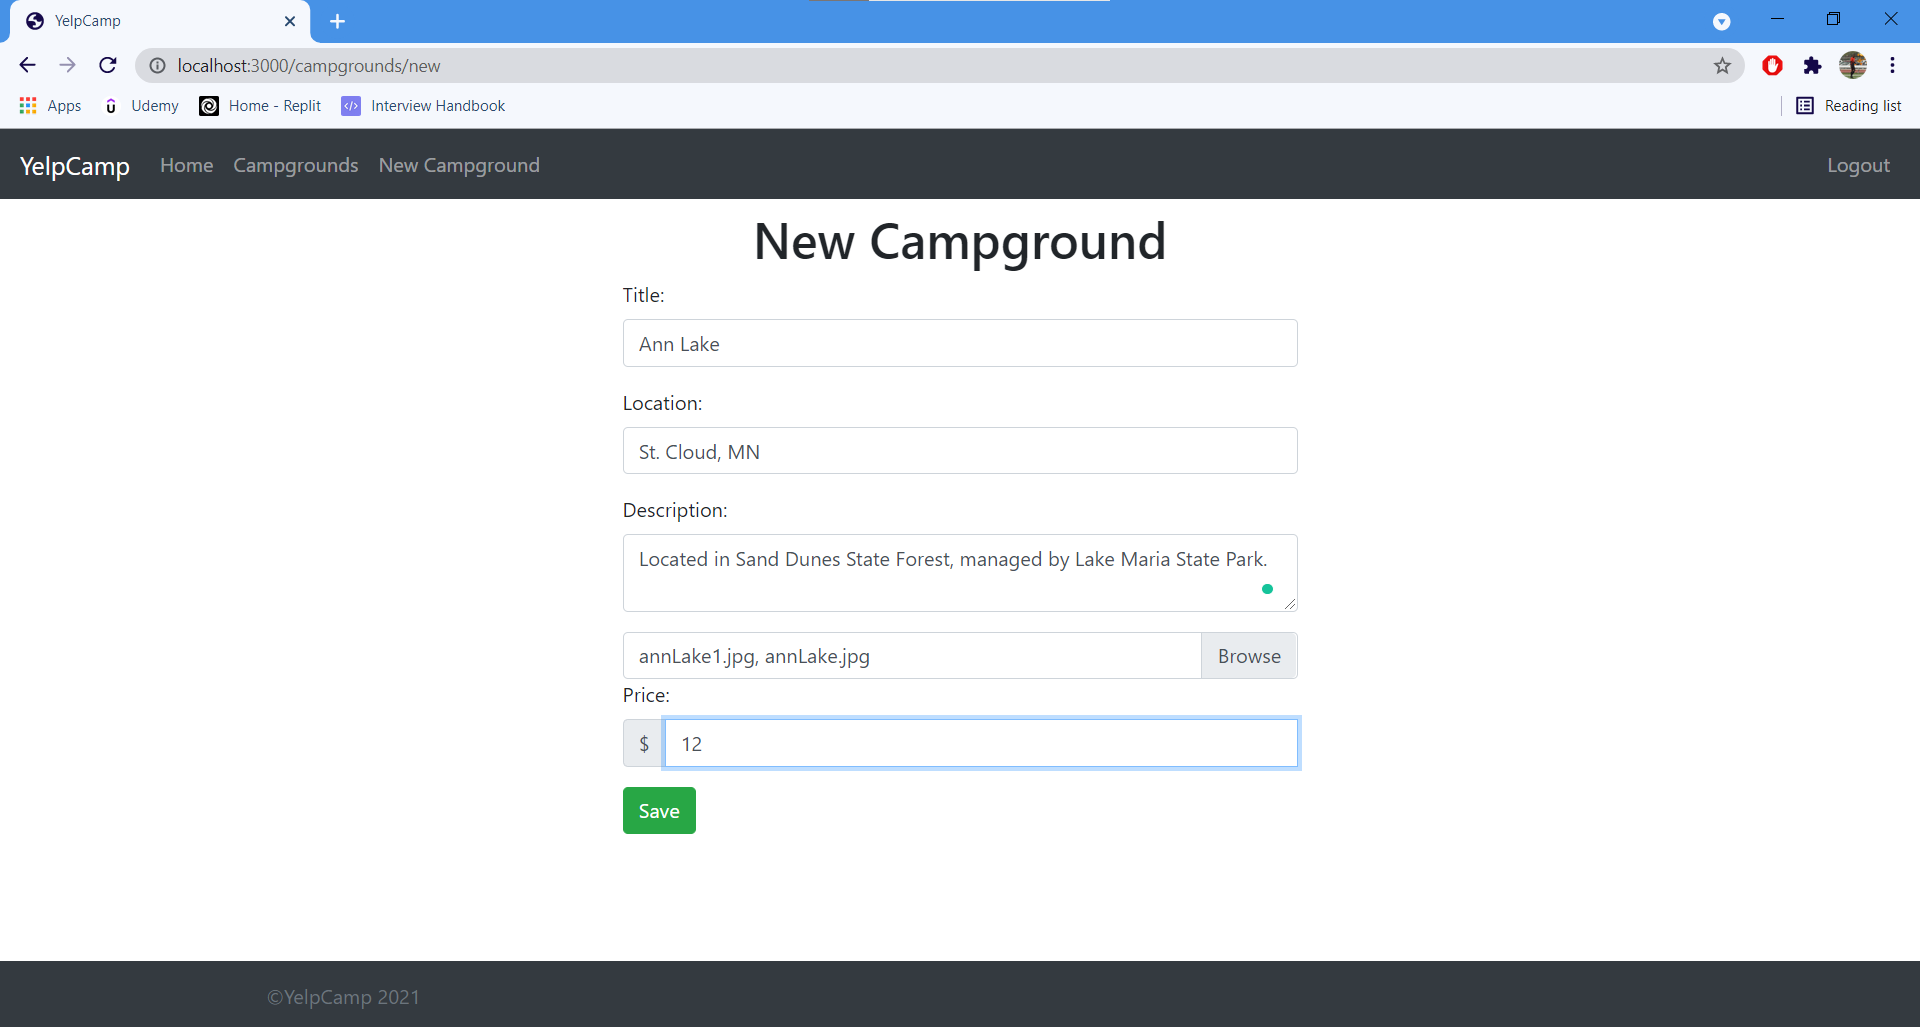 YelpCamp
localhost:3000/campgrounds/new
Apps Udemy Home - Replit </> Interview Handbook Reading list
YelpCamp Home Campgrounds New Campground Logout
New Campground
Title:
Ann Lake
Location:
St. Cloud, MN
Description:
Located in Sand Dunes State Forest, managed by Lake Maria State Park.
annLake1.jpg, annLake.jpg Browse
Price:
$ 12
Save
©YelpCamp 2021